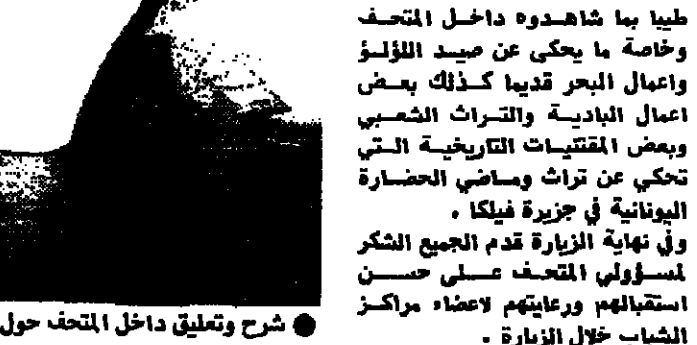 طيبا بما شاهدوه داخل المتحف
وخاصة ما يحكى عن صيد اللؤلؤ
واعمال البحر قديما كذلك بعض
اعمال البادية والتراث الشعبي
وبعض المقتنيات التاريخية التي
تحكي عن تراث وماضي الحضارة
اليونانية في جزيرة فيلكا .
وفي نهاية الزيارة قدم الجميع الشكر
لمسؤولي المتحف على حسن
استقبالهم ورعايتهم لاعضاء مراكز
الشباب خلال الزيارة .
● شرح وتعليق داخل المتحف حول